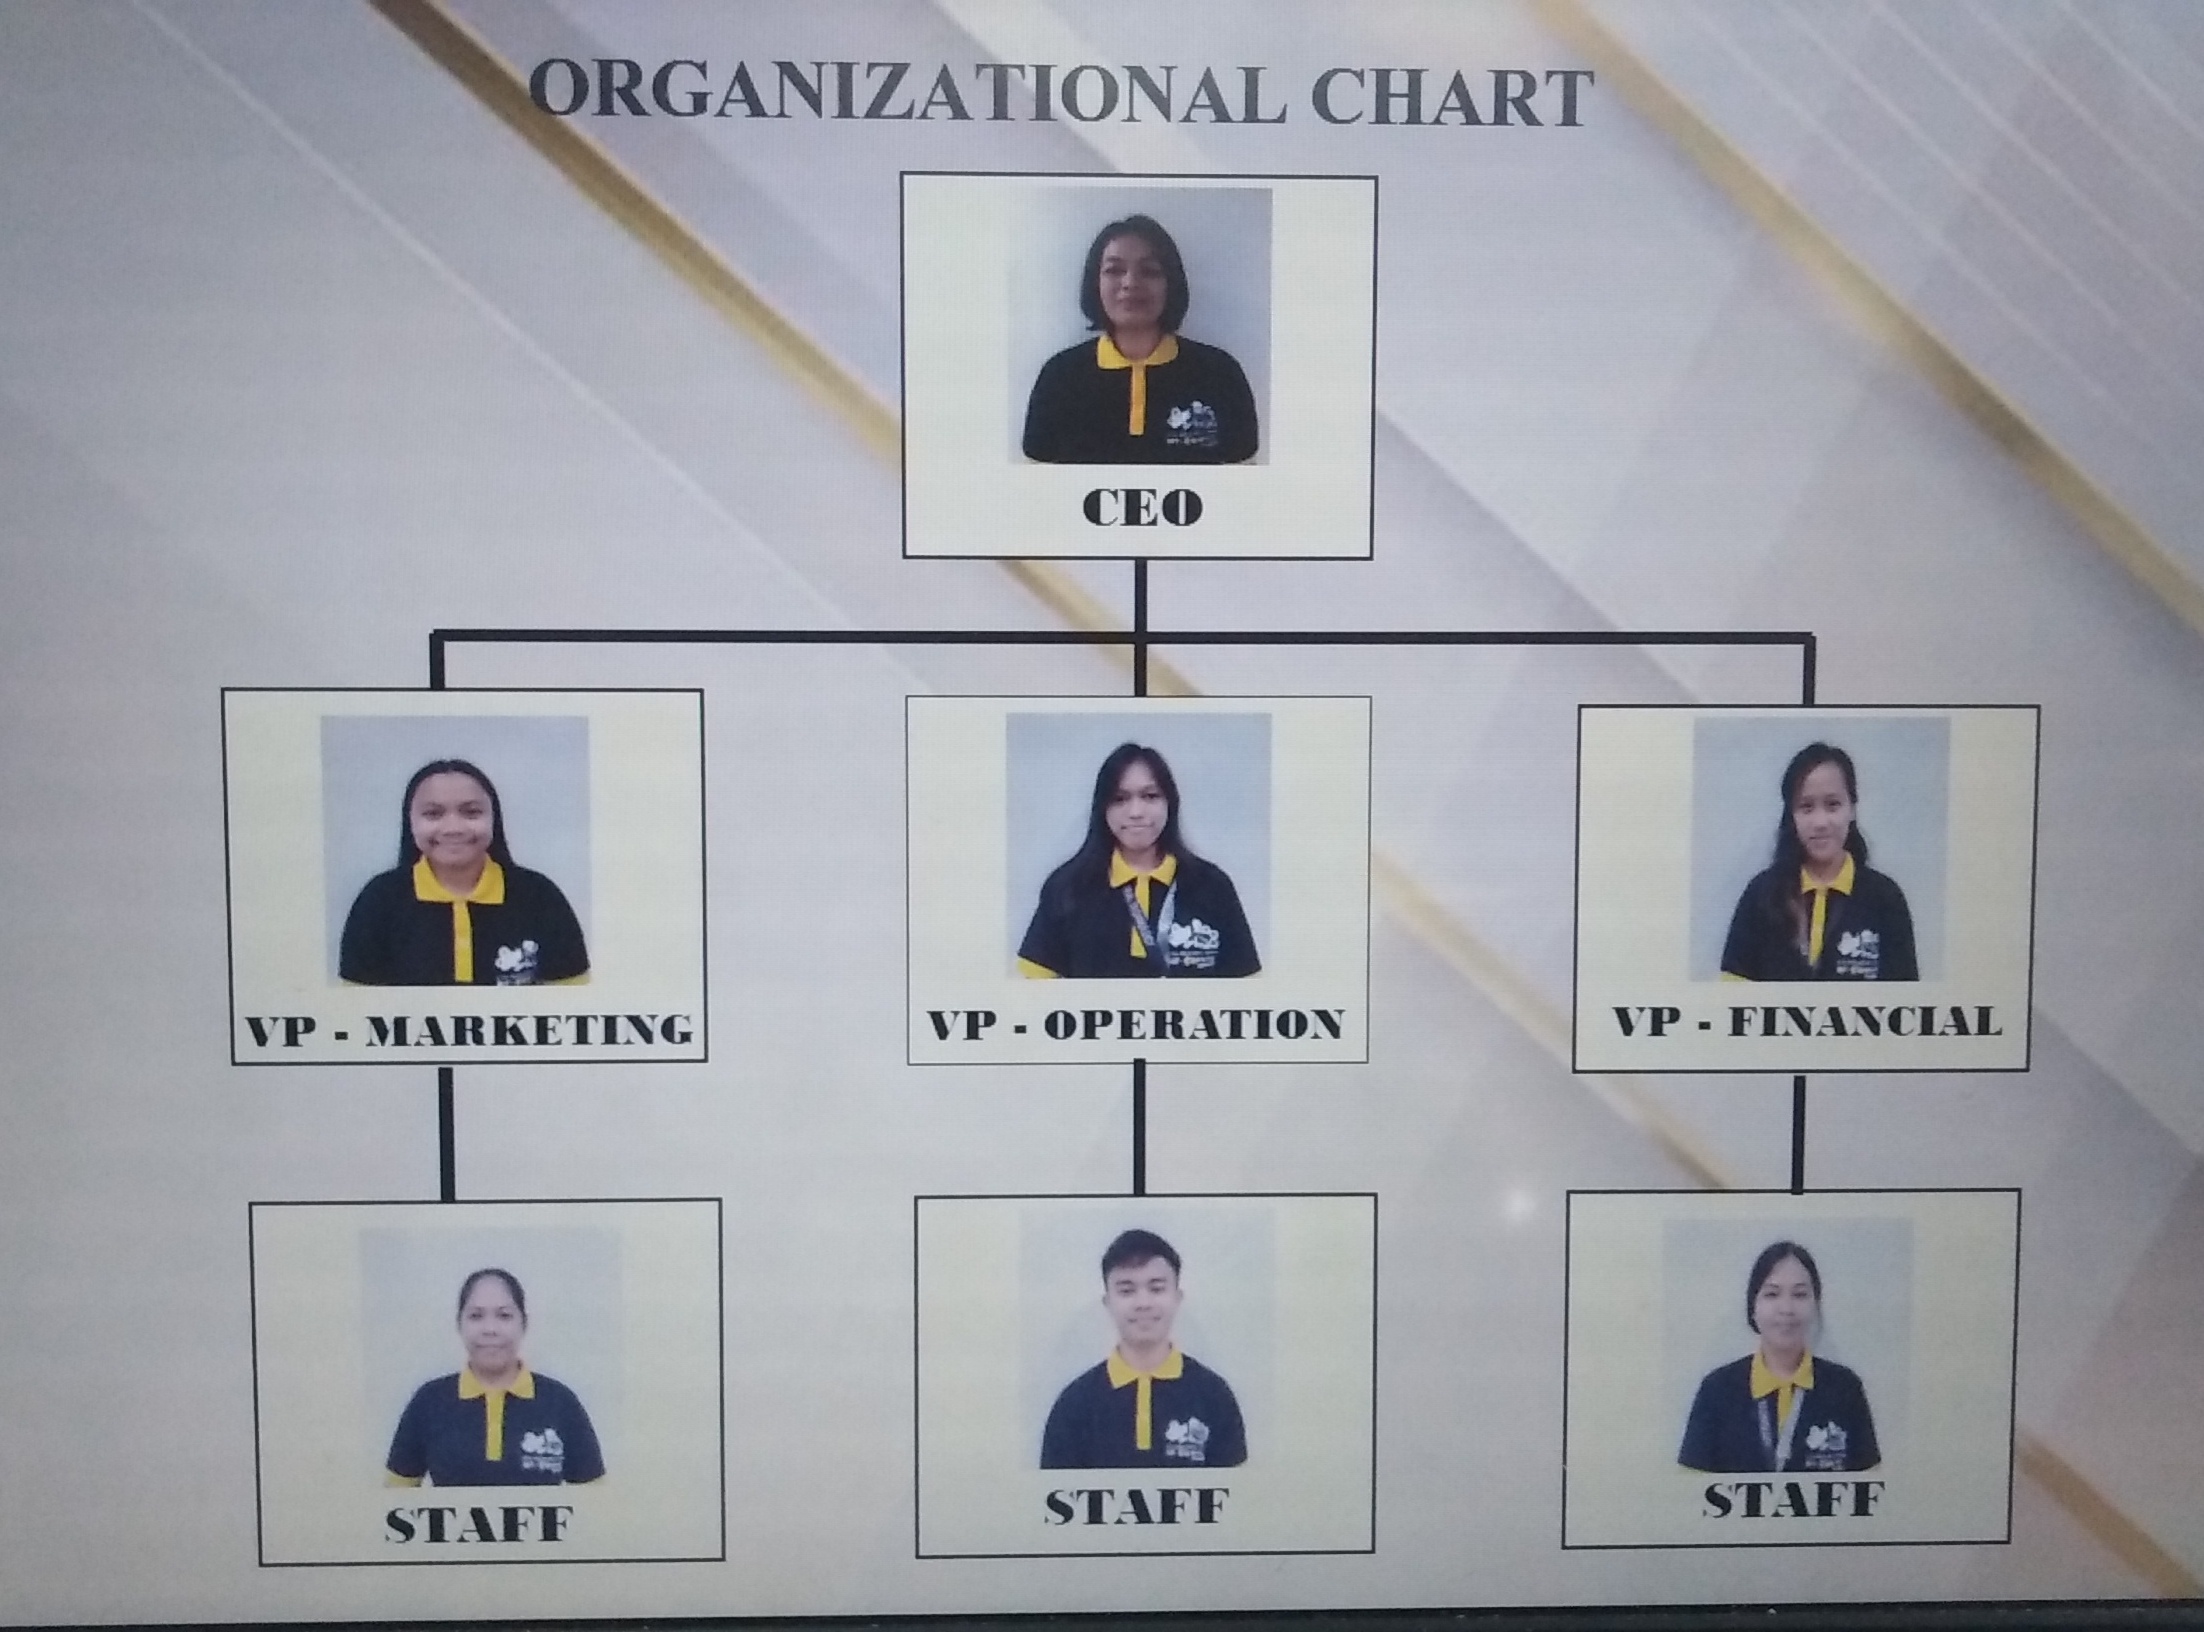 ORGANIZATIONAL CHART
CEO
VP - MARKETING
VP - OPERATION
VP - FINANCIAL
STAFF
STAFF
STAFF